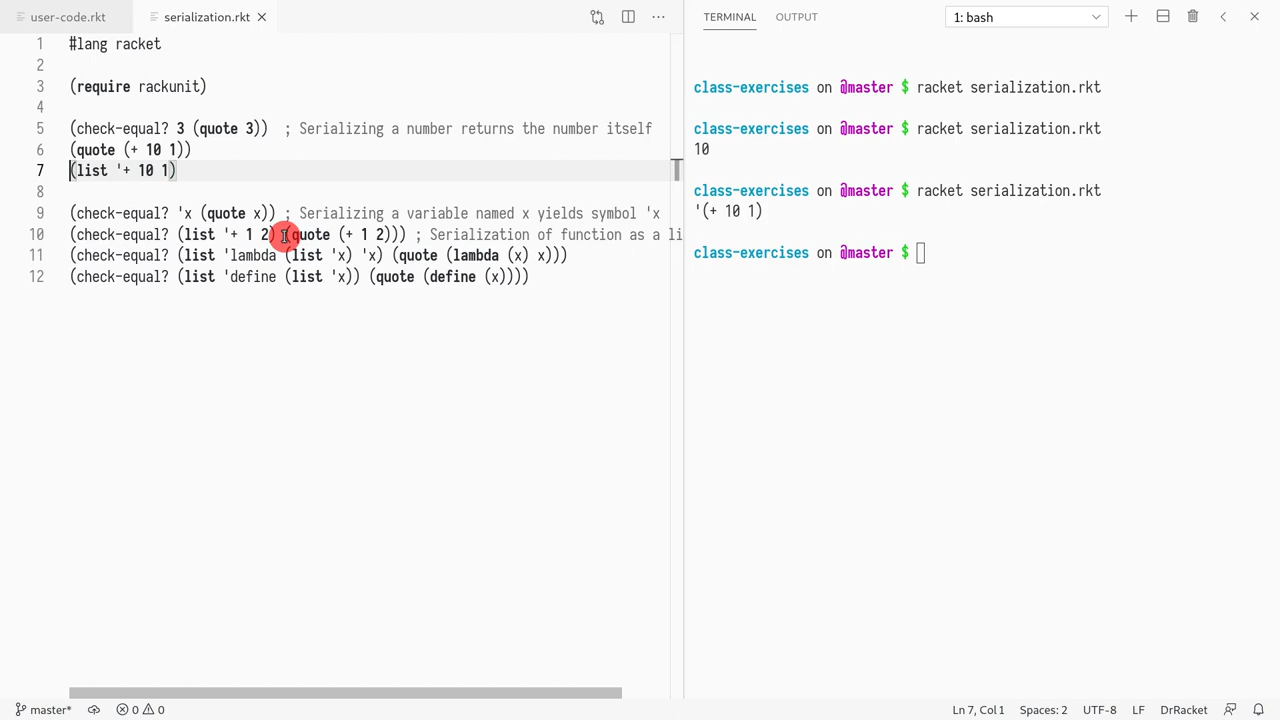 user-code.rkt
serialization.rkt
TERMINAL
OUTPUT
1: bash
1 #lang racket
2
3 (require rackunit)
4
5 (check-equal? 3 (quote 3))  ; Serializing a number returns the number itself
6 (quote (+ 10 1))
7 (list '+ 10 1)
8
9 (check-equal? 'x (quote x)) ; Serializing a variable named x yields symbol 'x
10 (check-equal? (list '+ 1 2) (quote (+ 1 2))) ; Serialization of function as a li
11 (check-equal? (list 'lambda (list 'x) 'x) (quote (lambda (x) x)))
12 (check-equal? (list 'define (list 'x)) (quote (define (x))))
class-exercises on @master $ racket serialization.rkt
class-exercises on @master $ racket serialization.rkt
10
class-exercises on @master $ racket serialization.rkt
'(+ 10 1)
class-exercises on @master $
master*
0
0
Ln 7, Col 1
Spaces: 2
UTF-8
LF
DrRacket